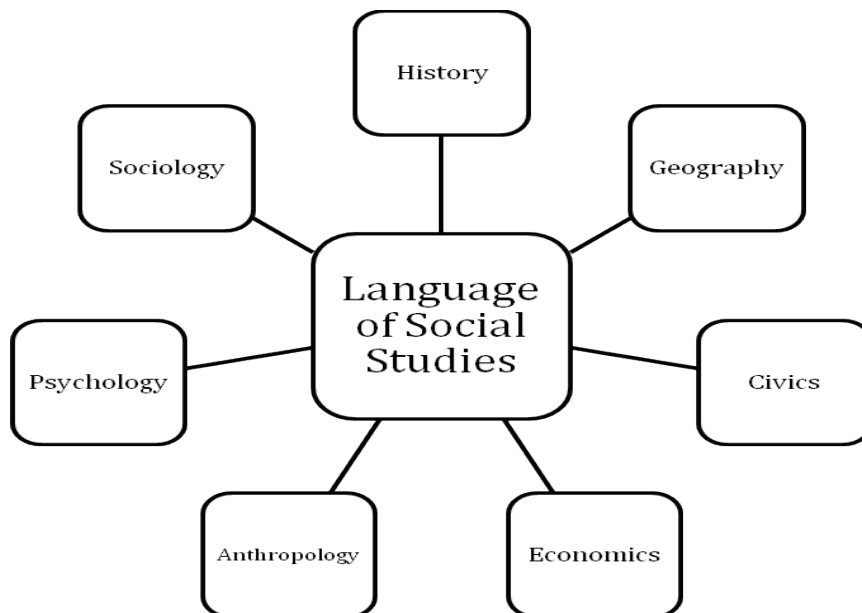 History
Sociology
Geography
Language
of Social
Studies
Psychology
Civics
Anthropology
Economics